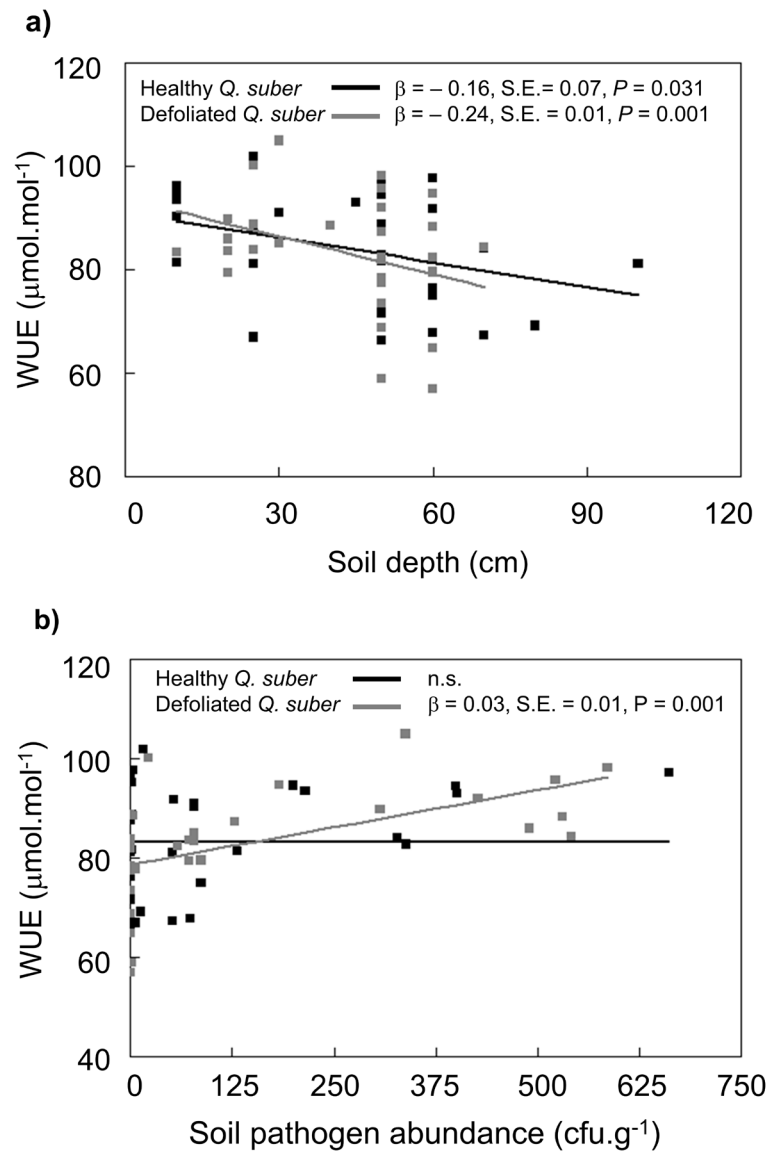 a)
120
Healthy Q. suber β = – 0.16, S.E.= 0.07, P = 0.031
Defoliated Q. suber β = – 0.24, S.E. = 0.01, P = 0.001
100
80
60
80
WUE (μmol.mol⁻¹)
0 30 60 90 120
Soil depth (cm)
b)
120
Healthy Q. suber n.s.
Defoliated Q. suber β = 0.03, S.E. = 0.01, P = 0.001
100
80
60
40
WUE (μmol.mol⁻¹)
0 125 250 375 500 625 750
Soil pathogen abundance (cfu.g⁻¹)